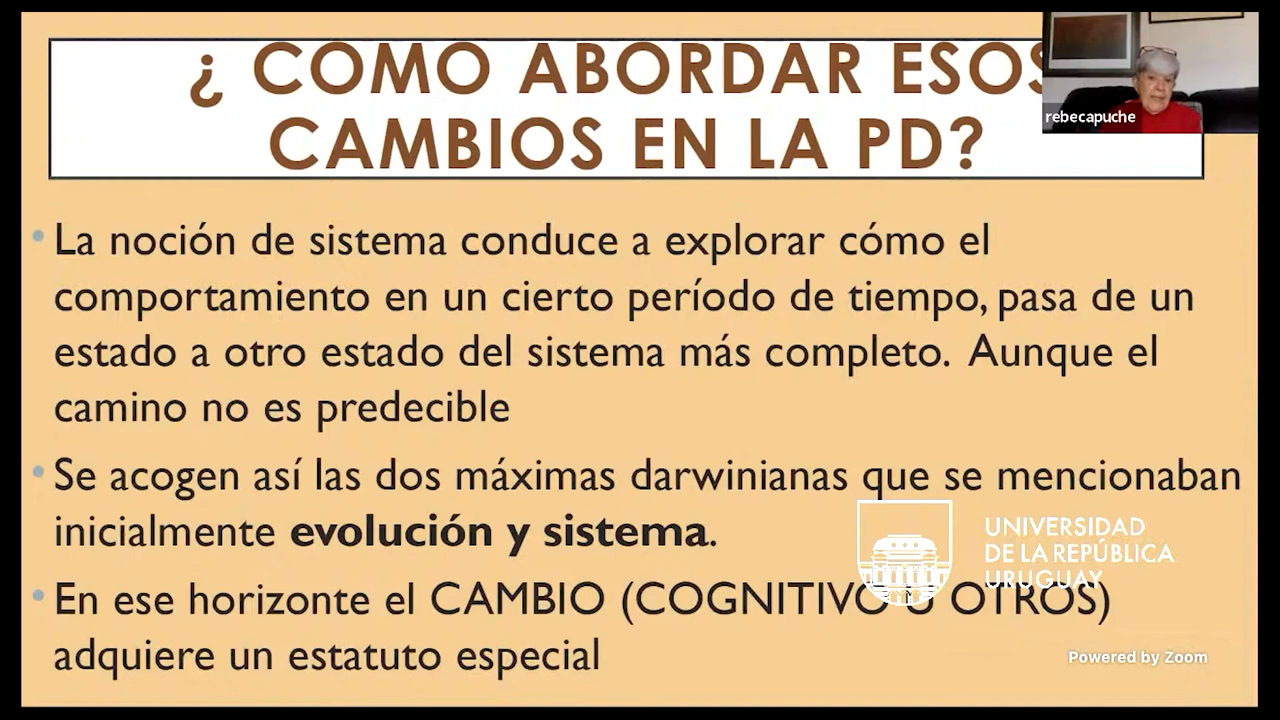 ¿ COMO ABORDAR ESOS
CAMBIOS EN LA PD?
rebecapuche
• La noción de sistema conduce a explorar cómo el
comportamiento en un cierto período de tiempo, pasa de un
estado a otro estado del sistema más completo. Aunque el
camino no es predecible
• Se acogen así las dos máximas darwinianas que se mencionaban
inicialmente evolución y sistema.
• En ese horizonte el CAMBIO (COGNITIVO U OTROS)
adquiere un estatuto especial
UNIVERSIDAD
DE LA REPÚBLICA
URUGUAY
Powered by Zoom